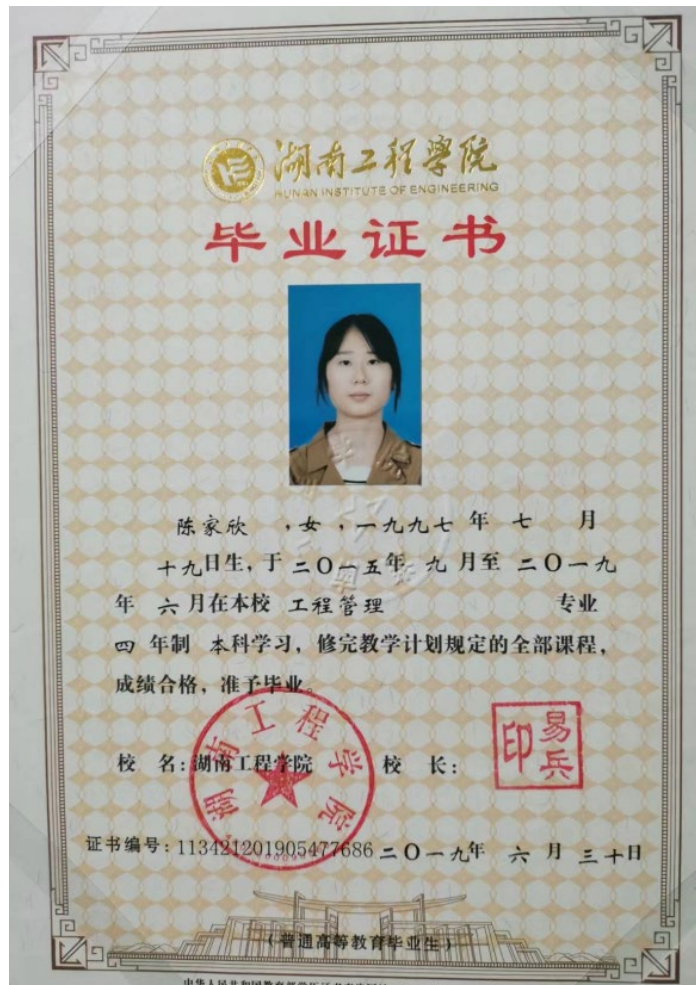 湖南工程學院
HUNAN INSTITUTE OF ENGINEERING
毕业证书
陈家欣 ,女,一九九七 年 七 月
十九日生,于 二〇一五年 九 月至 二〇一九
年 六 月在本校 工程管理 专业
四 年制 本科学习,修完教学计划规定的全部课程,
成绩合格,准予毕业。
校 名:湖南工程学院 校 长:
湖南工程学院
易兵印
证书编号:113421201905477686 二〇一九年 六 月 三十日
(普通高等教育毕业生)